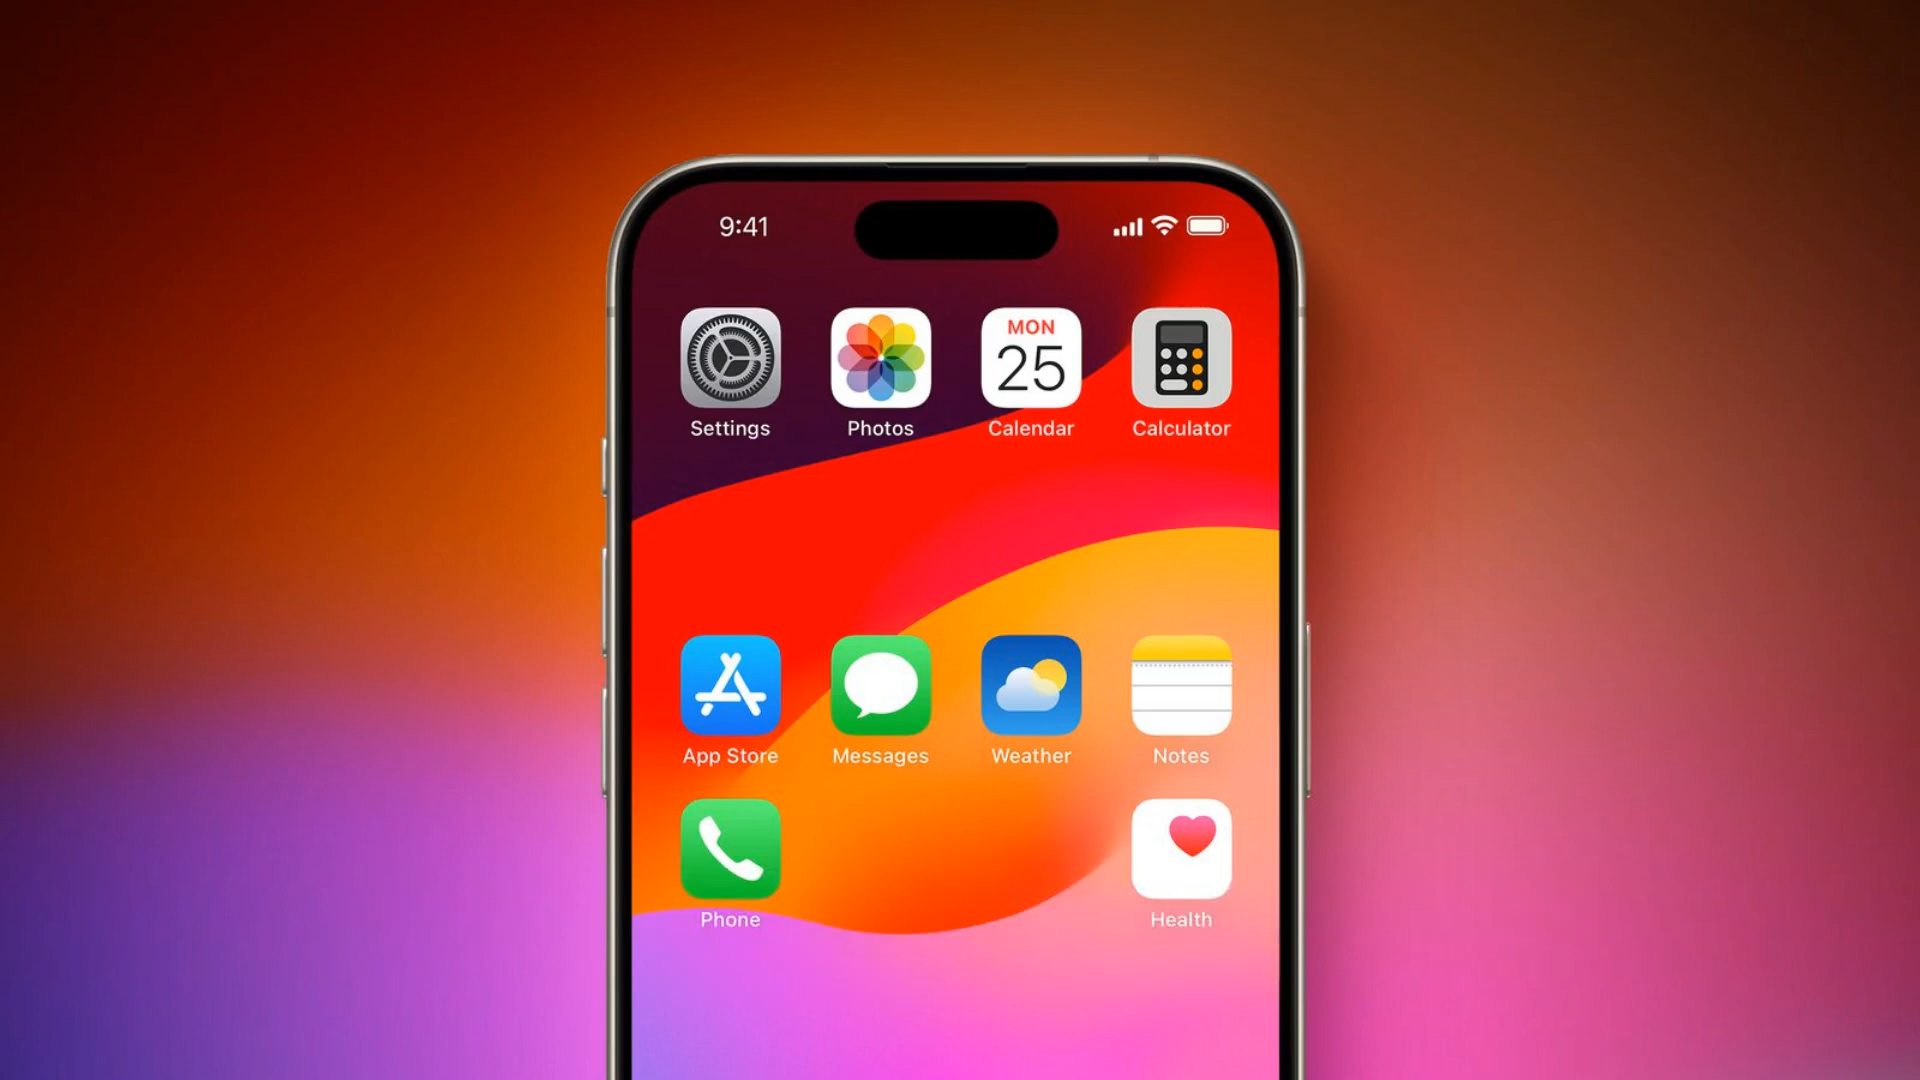 9:41
MON
25
Settings Photos Calendar Calculator
App Store Messages Weather Notes
Phone Health